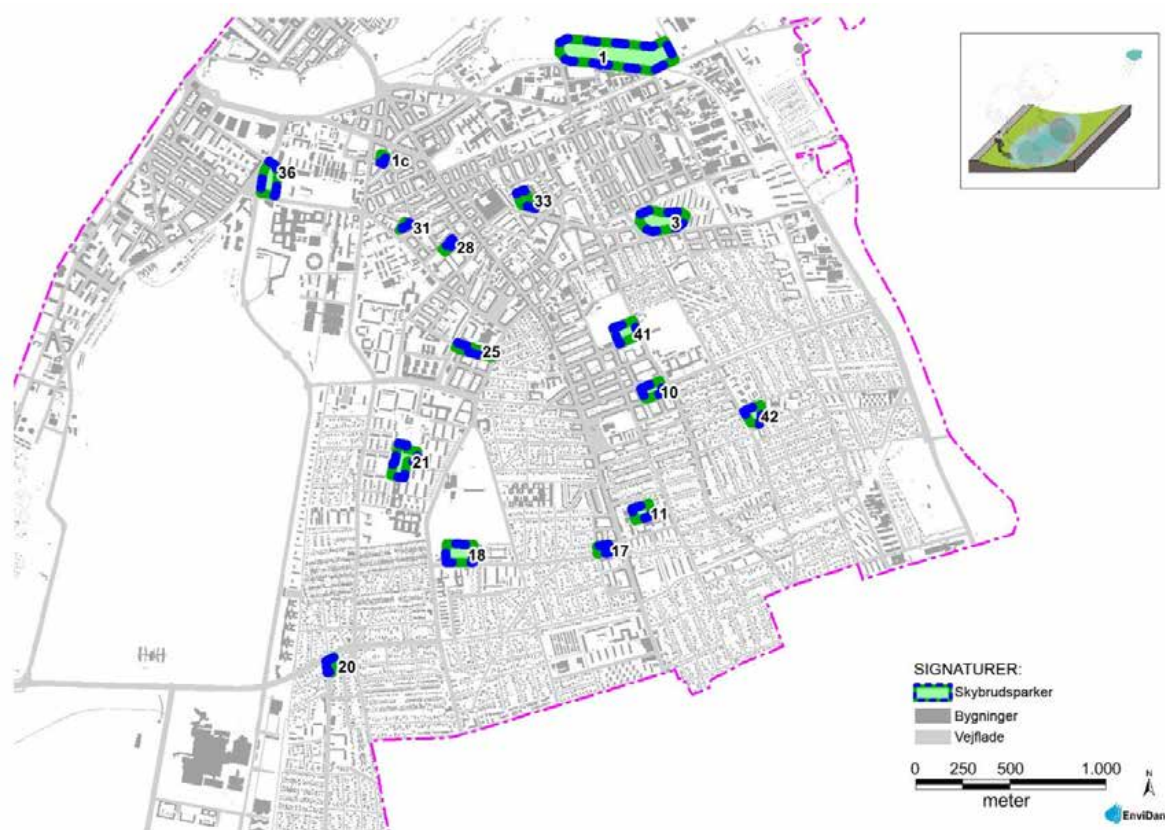 1
1c
36
33
31
3
28
41
25
10
42
21
11
17
18
20
SIGNATURER:
Skybrudsparker
Bygninger
Vejflade
0 250 500 1.000
meter
N
EnviDan